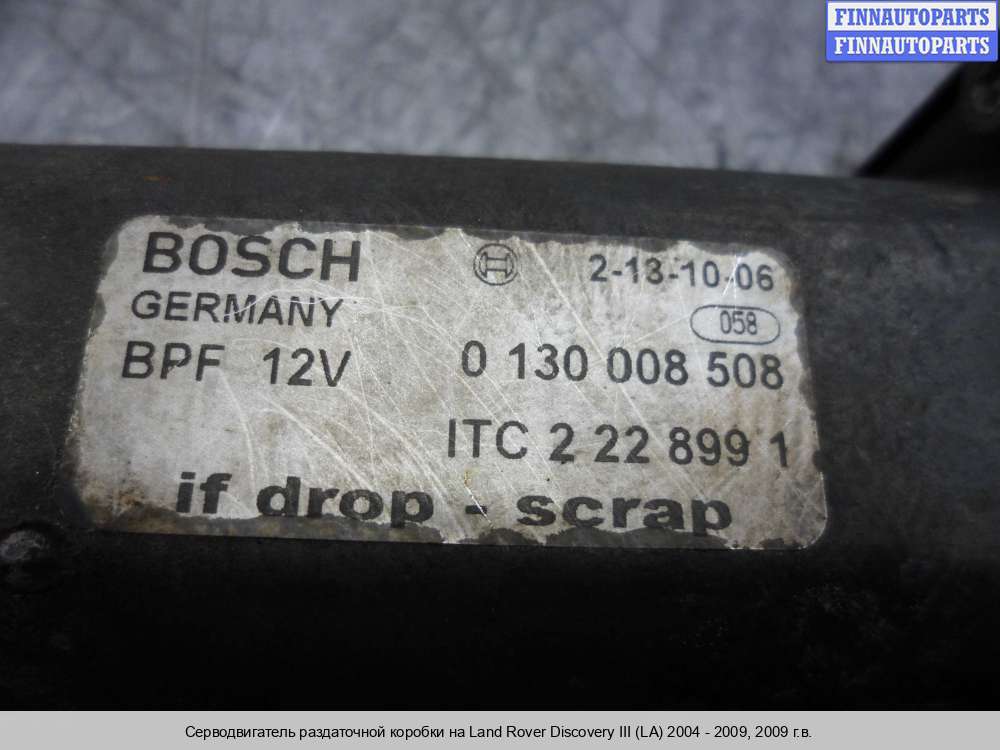 FINNAUTOPARTS
FINNAUTOPARTS
BOSCH 2-13-10-06
GERMANY 058
BPF 12V 0 130 008 508
ITC 2 22 899 1
if drop - scrap
Серводвигатель раздаточной коробки на Land Rover Discovery III (LA) 2004 - 2009, 2009 г.в.